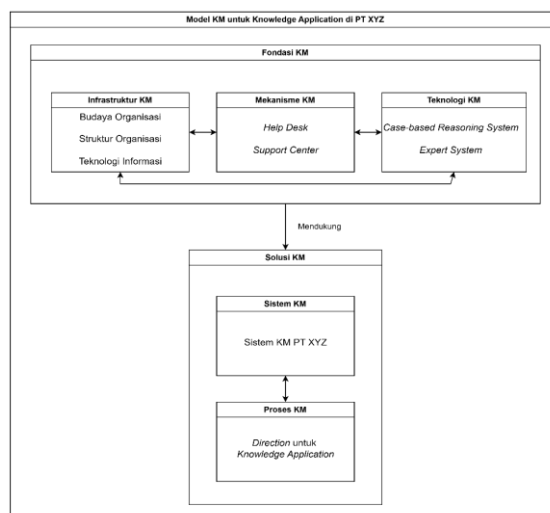 Model KM untuk Knowledge Application di PT XYZ
Fondasi KM
Infrastruktur KM
Budaya Organisasi
Struktur Organisasi
Teknologi Informasi
Mekanisme KM
Help Desk
Support Center
Teknologi KM
Case-based Reasoning System
Expert System
Mendukung
Solusi KM
Sistem KM
Sistem KM PT XYZ
Proses KM
Direction untuk
Knowledge Application